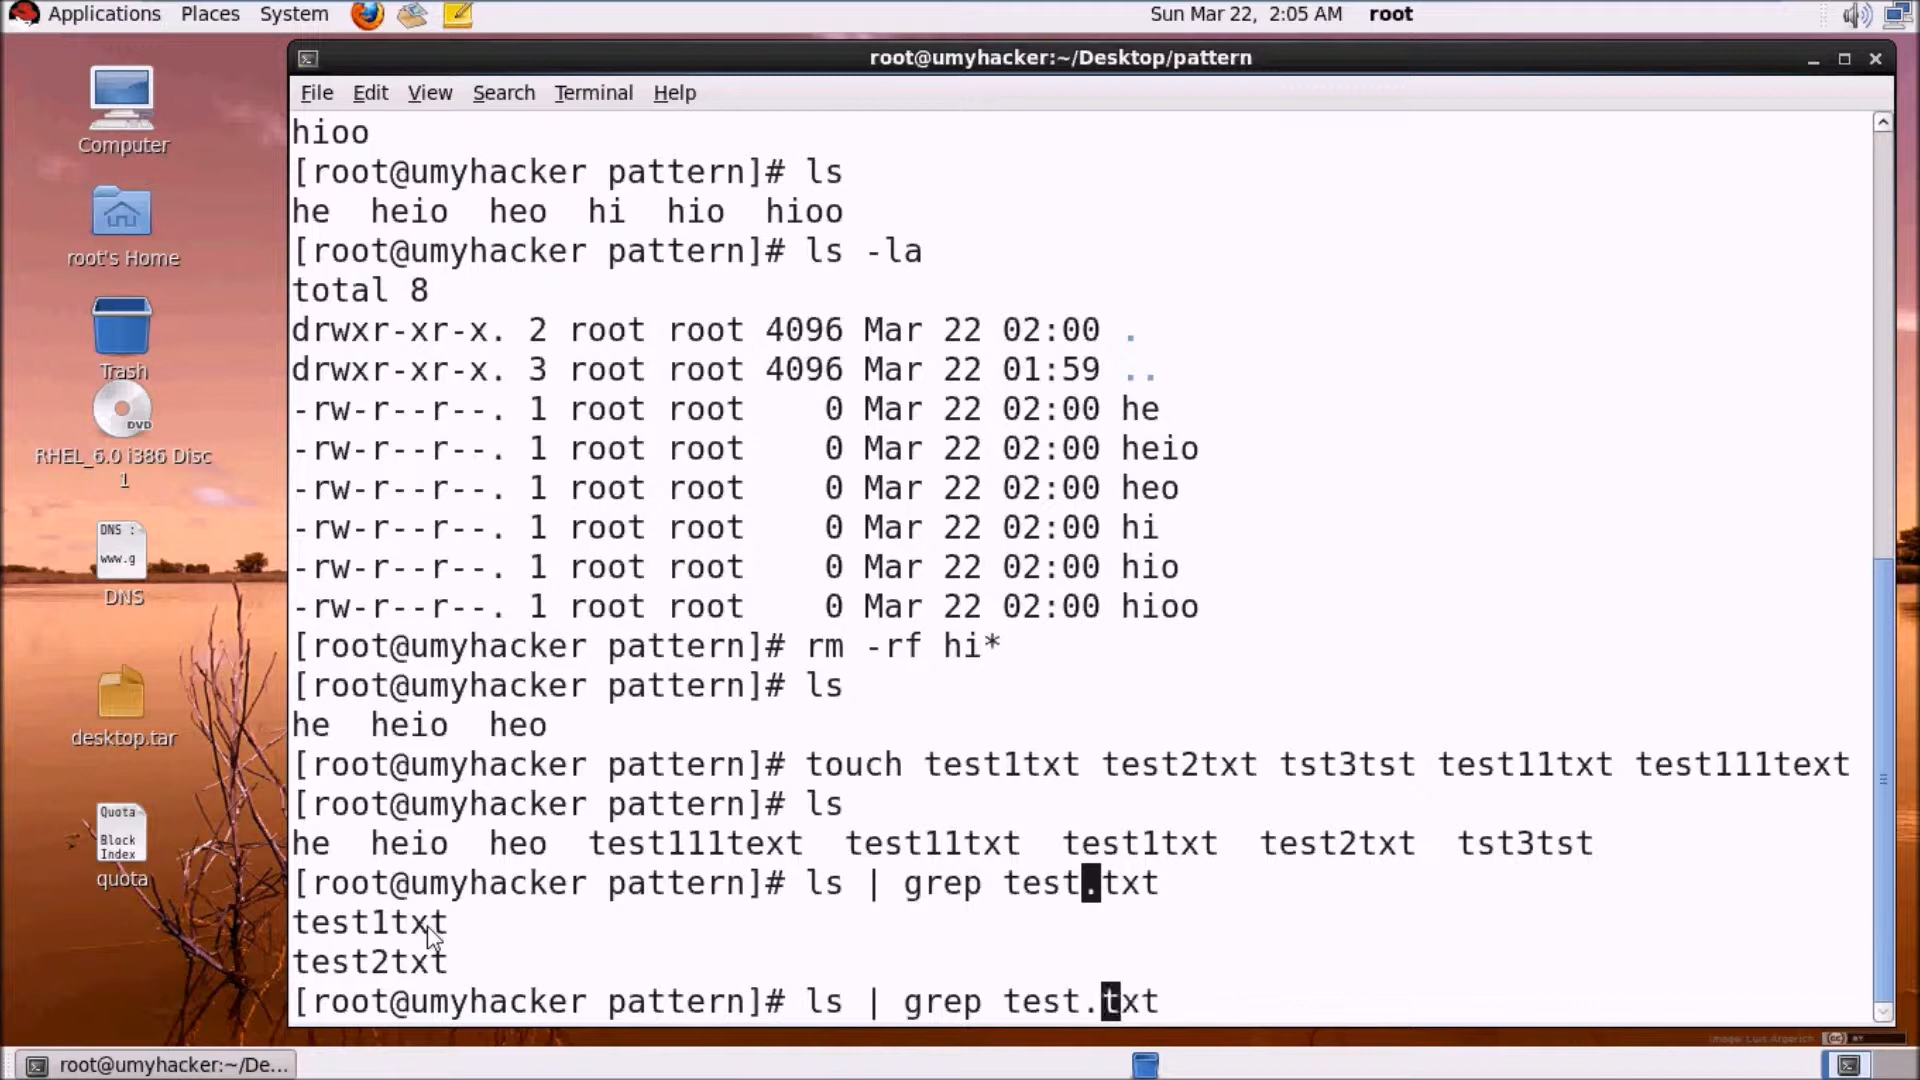 Applications Places System
Sun Mar 22, 2:05 AM root
root@umyhacker:~/Desktop/pattern
File Edit View Search Terminal Help
Computer
root's Home
Trash
DVD
RHEL_6.0 i386 Disc
1
DNS :
www.g
DNS
desktop.tar
Quota
Block
Index
quota
hioo
[root@umyhacker pattern]# ls
he heio heo hi hio hioo
[root@umyhacker pattern]# ls -la
total 8
drwxr-xr-x. 2 root root 4096 Mar 22 02:00 .
drwxr-xr-x. 3 root root 4096 Mar 22 01:59 ..
-rw-r--r--. 1 root root 0 Mar 22 02:00 he
-rw-r--r--. 1 root root 0 Mar 22 02:00 heio
-rw-r--r--. 1 root root 0 Mar 22 02:00 heo
-rw-r--r--. 1 root root 0 Mar 22 02:00 hi
-rw-r--r--. 1 root root 0 Mar 22 02:00 hio
-rw-r--r--. 1 root root 0 Mar 22 02:00 hioo
[root@umyhacker pattern]# rm -rf hi*
[root@umyhacker pattern]# ls
he heio heo
[root@umyhacker pattern]# touch test1txt test2txt tst3tst test11txt test111text
[root@umyhacker pattern]# ls
he heio heo test111text test11txt test1txt test2txt tst3tst
[root@umyhacker pattern]# ls | grep test.txt
test1txt
test2txt
[root@umyhacker pattern]# ls | grep test.txt
Image: Luis Argerich
root@umyhacker:~/De...